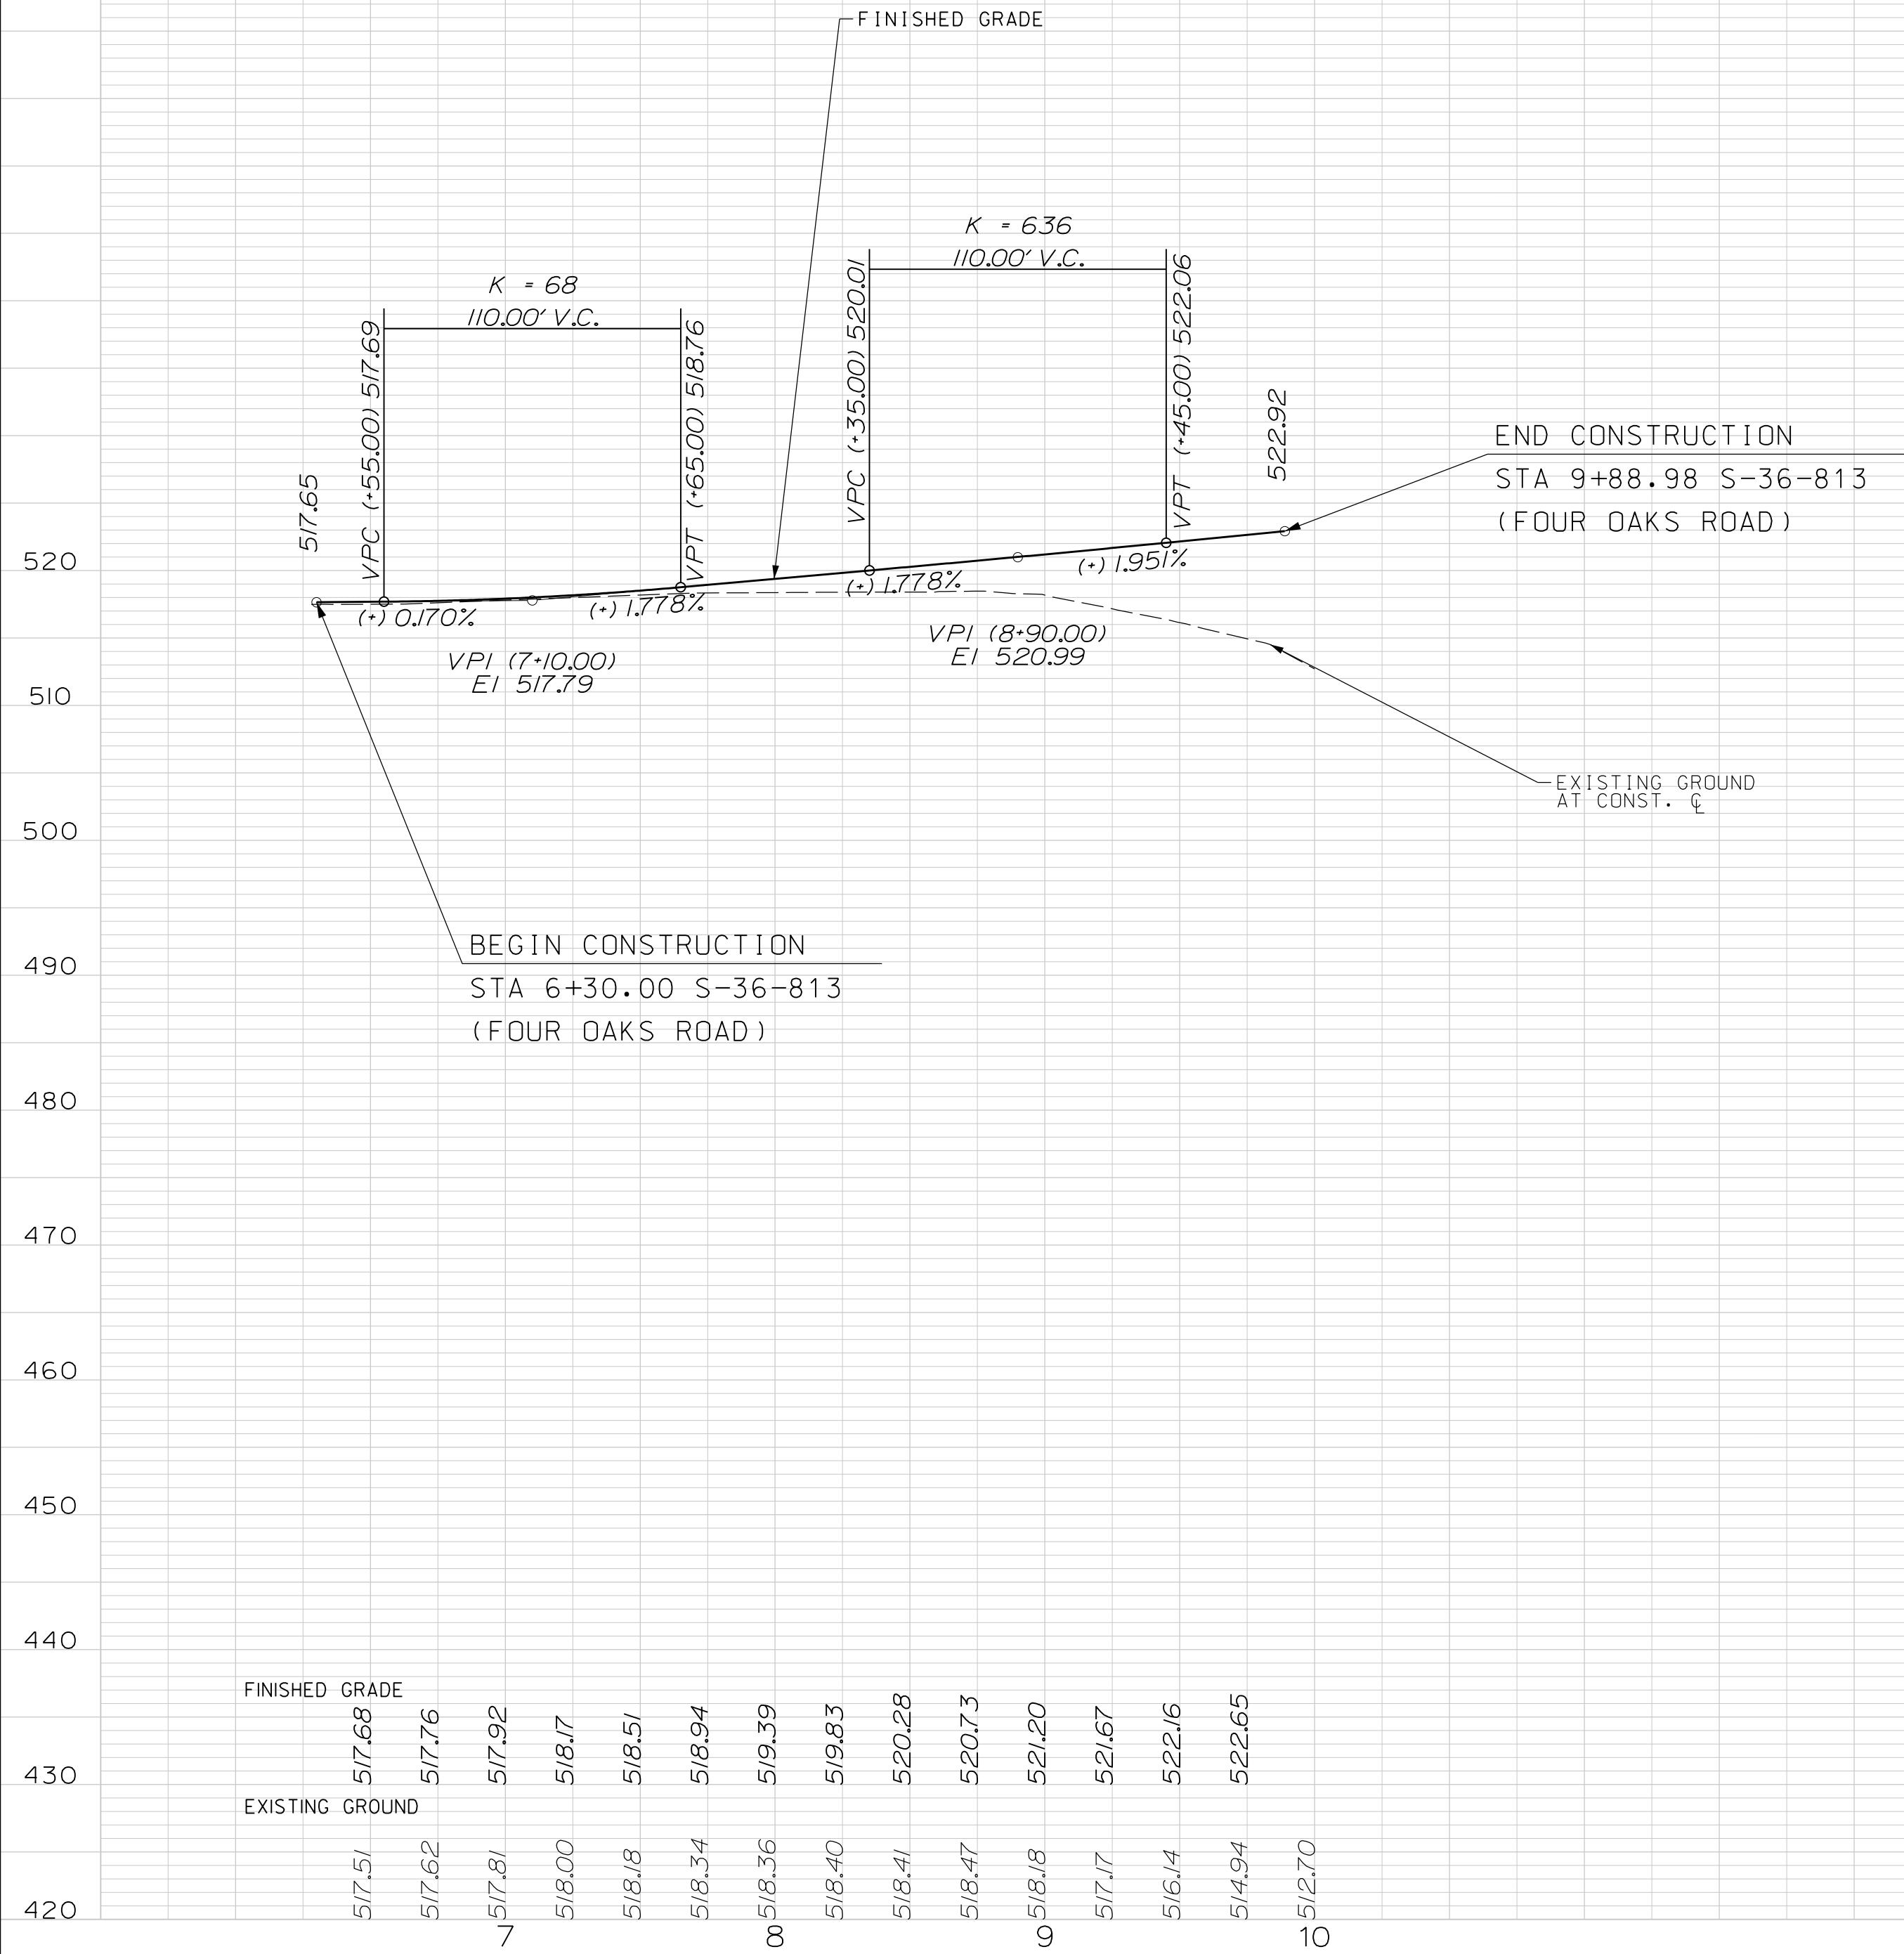 FINISHED GRADE
K = 636
110.00' V.C.
K = 68
110.00' V.C.
517.65
VPC (+55.00) 517.69
VPT (+65.00) 518.76
VPC (+35.00) 520.01
VPT (+45.00) 522.06
522.92
END CONSTRUCTION
STA 9+88.98 S-36-813
(FOUR OAKS ROAD)
(+) 0.170%
(+) 1.778%
(+) 1.778%
(+) 1.951%
VPI (7+10.00)
El 517.79
VPI (8+90.00)
El 520.99
EXISTING GROUND
AT CONST. ℄
BEGIN CONSTRUCTION
STA 6+30.00 S-36-813
(FOUR OAKS ROAD)
520
510
500
490
480
470
460
450
440
430
420
FINISHED GRADE
517.68 517.76 517.92 518.17 518.51 518.94 519.39 519.83 520.28 520.73 521.20 521.67 522.16 522.65
EXISTING GROUND
517.51 517.62 517.81 518.00 518.18 518.34 518.36 518.40 518.41 518.47 518.18 517.17 516.14 514.94 512.70
7 8 9 10